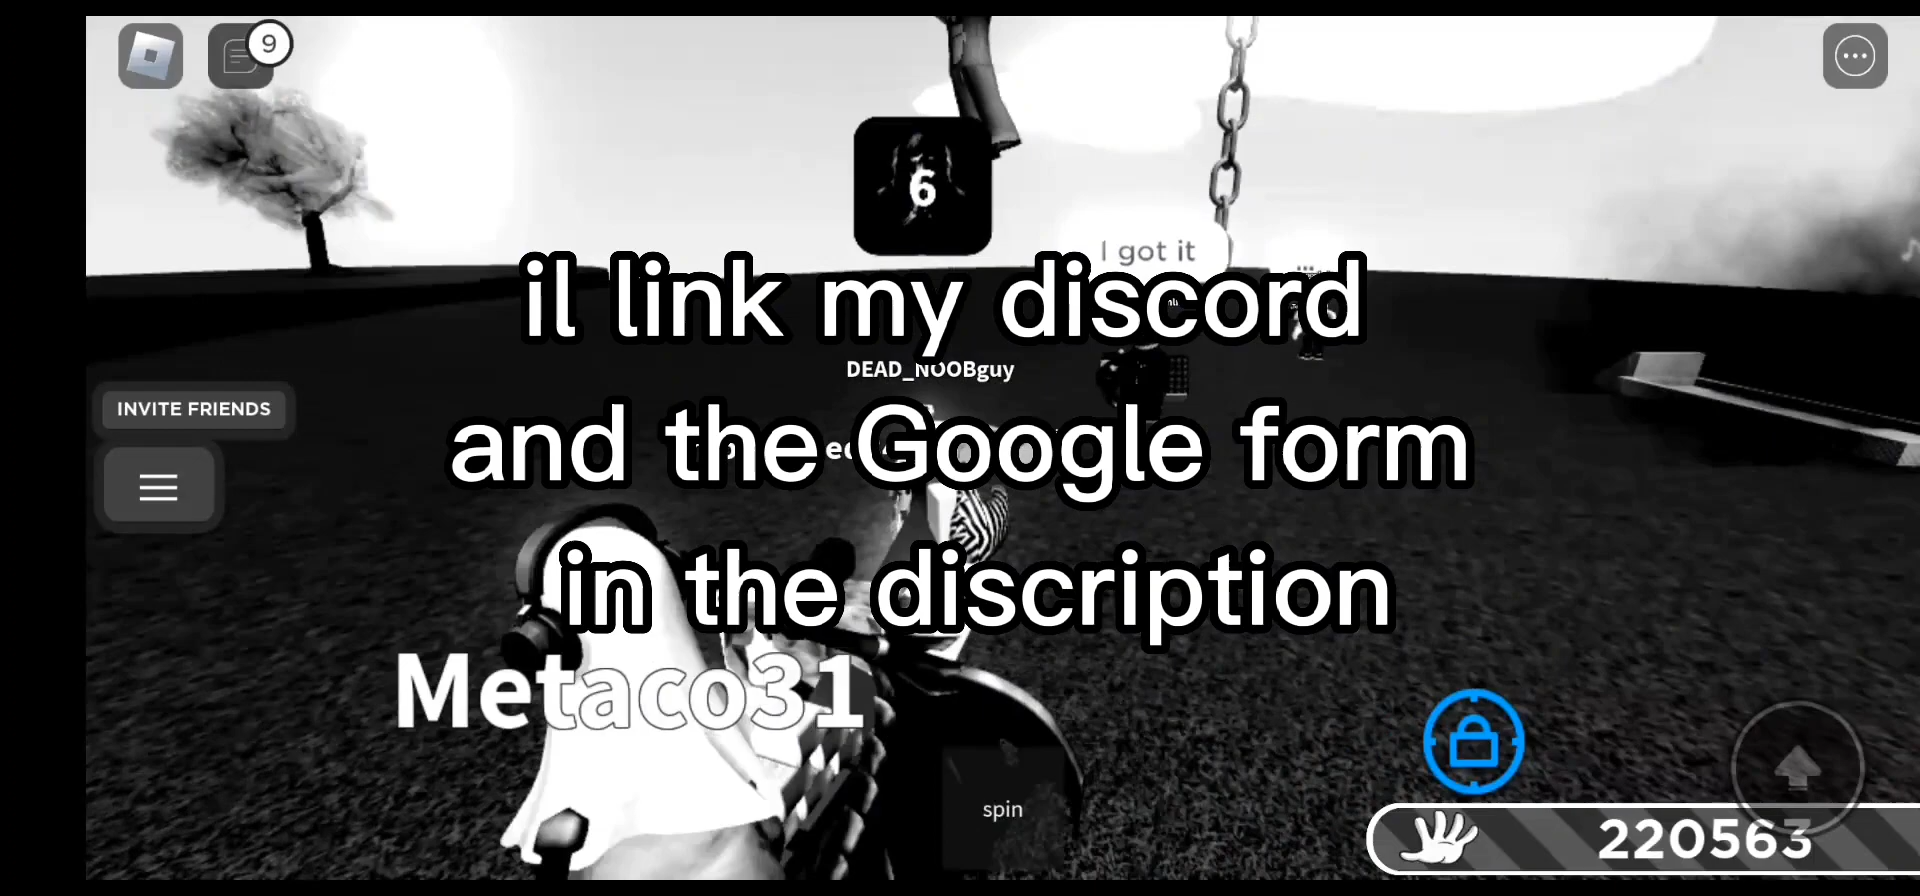 9
6
I got it
il link my discord
DEAD_NOOBguy
INVITE FRIENDS
and the Google form
in the discription
Metaco31
spin
220563